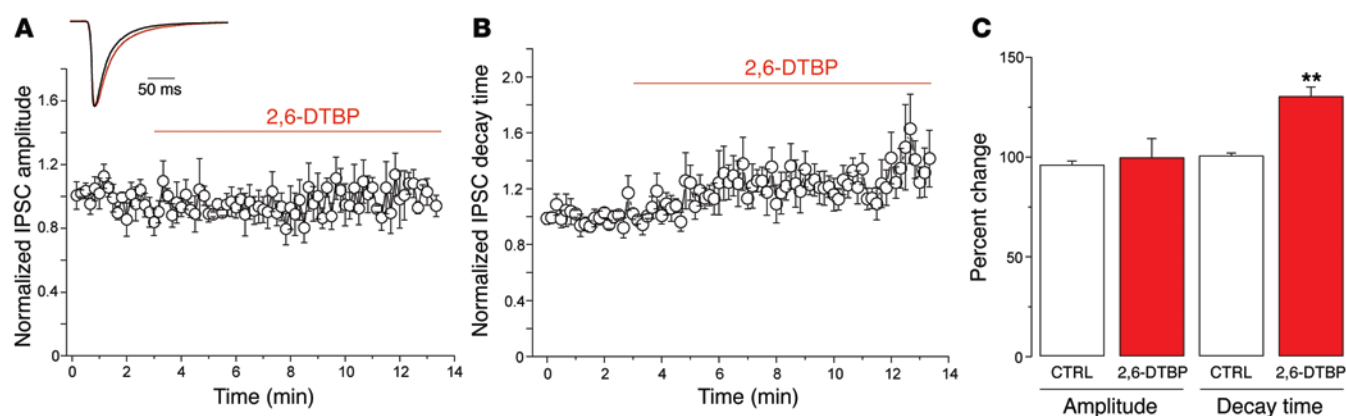 A
50 ms
2,6-DTBP
Normalized IPSC amplitude
1.6
1.2
0.8
0.4
0
0 2 4 6 8 10 12 14
Time (min)
B
2,6-DTBP
Normalized IPSC decay time
2.0
1.6
1.2
0.8
0.4
0
0 2 4 6 8 10 12 14
Time (min)
C
**
Percent change
150
100
50
0
CTRL 2,6-DTBP CTRL 2,6-DTBP
Amplitude Decay time